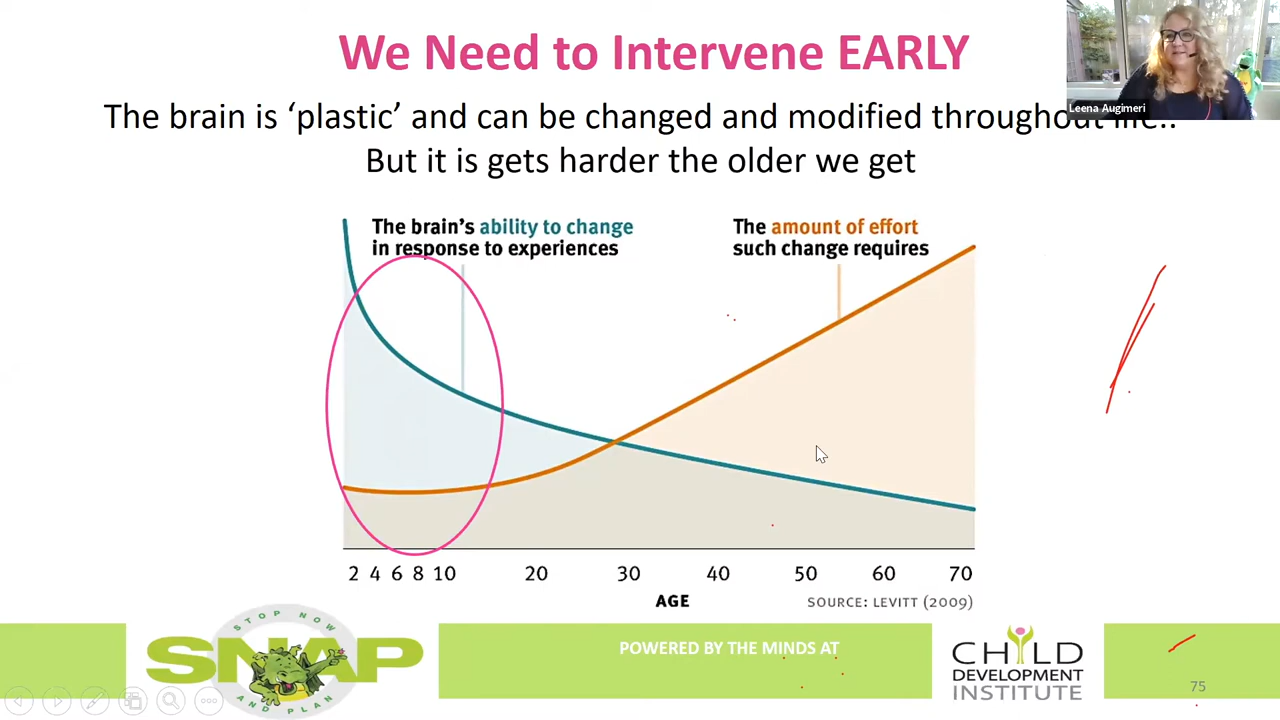 We Need to Intervene EARLY
Leena Augimeri
The brain is ‘plastic’ and can be changed and modified throughout life..
But it is gets harder the older we get
The brain's ability to change
in response to experiences
The amount of effort
such change requires
2 4 6 8 10 20 30 40 50 60 70
AGE
SOURCE: LEVITT (2009)
STOP NOW
SNAP
AND PLAN
POWERED BY THE MINDS AT
CHILD
DEVELOPMENT
INSTITUTE
75